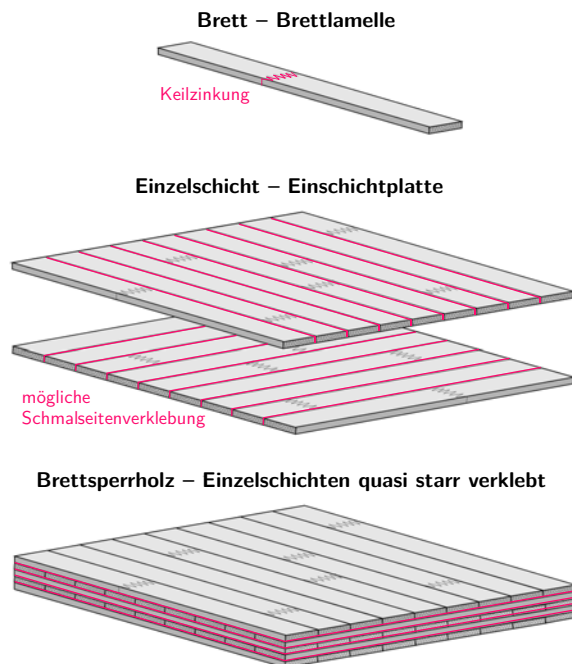 Brett – Brettlamelle
Keilzinkung
Einzelschicht – Einschichtplatte
mögliche
Schmalseitenverklebung
Brettsperrholz – Einzelschichten quasi starr verklebt